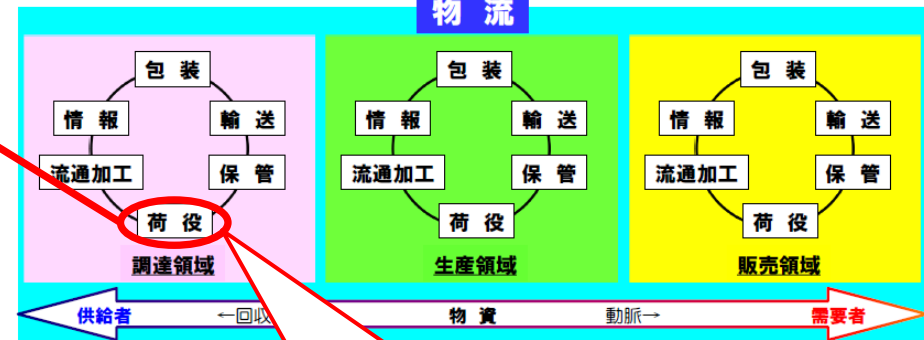 物 流
包 装
情 報
輸 送
流通加工
保 管
荷 役
調達領域
包 装
情 報
輸 送
流通加工
保 管
荷 役
生産領域
包 装
情 報
輸 送
流通加工
保 管
荷 役
販売領域
供給者 ←回収 物 資 動脈→ 需要者